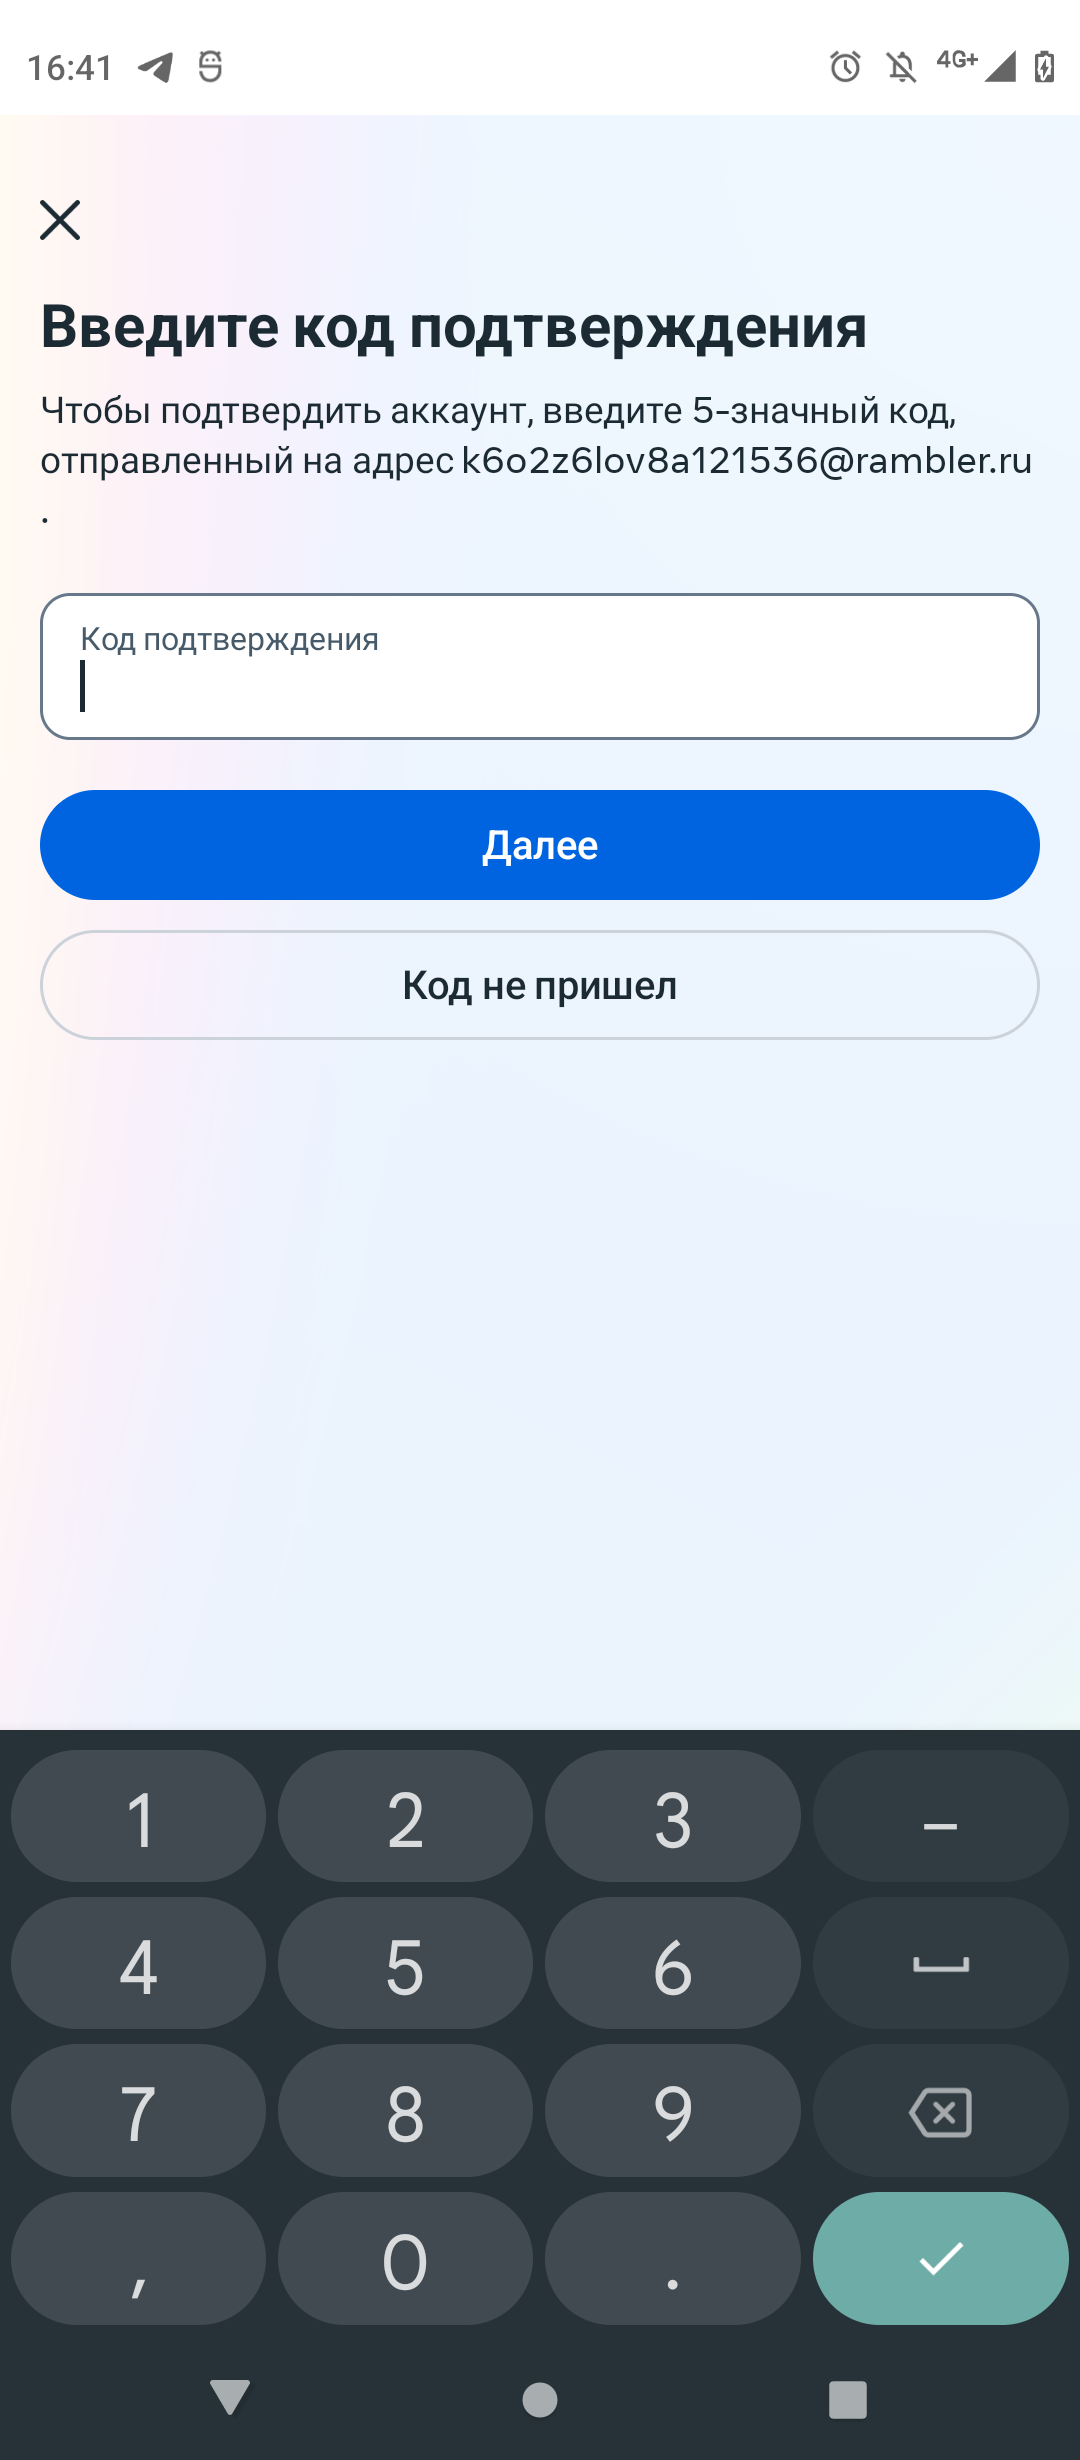 16:41
4G+
Введите код подтверждения
Чтобы подтвердить аккаунт, введите 5-значный код,
отправленный на адрес k6o2z6lov8a121536@rambler.ru
.
Код подтверждения
Далее
Код не пришел
1 2 3 –
4 5 6
7 8 9
, 0 .